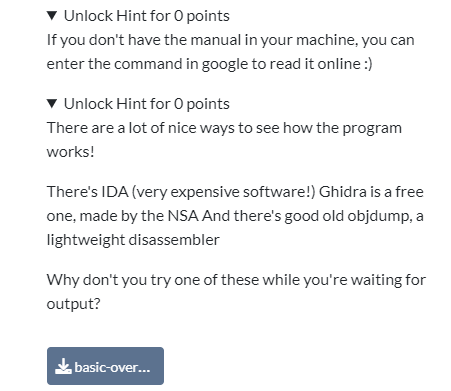 ▼ Unlock Hint for 0 points
If you don't have the manual in your machine, you can
enter the command in google to read it online :)
▼ Unlock Hint for 0 points
There are a lot of nice ways to see how the program
works!
There's IDA (very expensive software!) Ghidra is a free
one, made by the NSA And there's good old objdump, a
lightweight disassembler
Why don't you try one of these while you're waiting for
output?
basic-over...